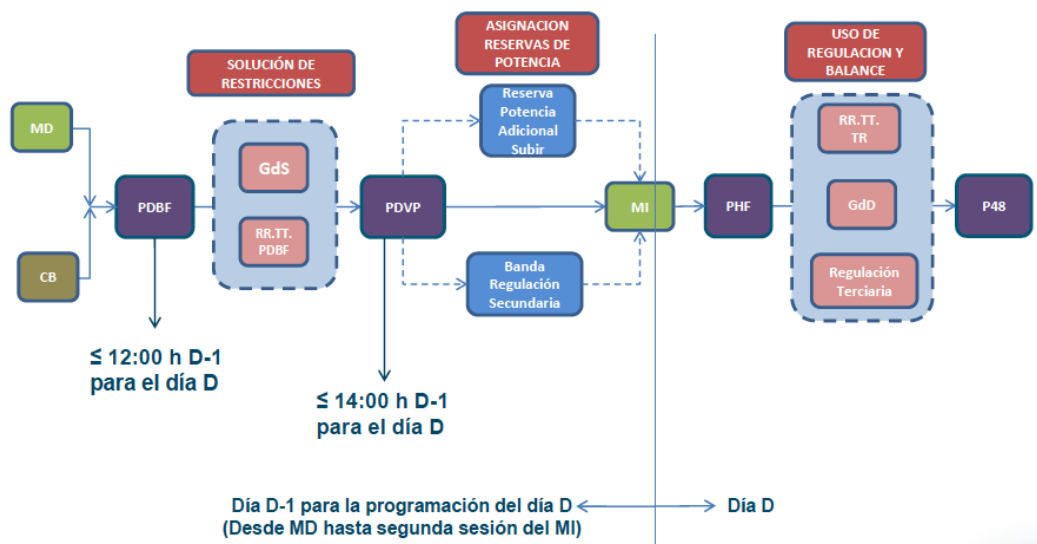 SOLUCIÓN DE
RESTRICCIONES
ASIGNACION
RESERVAS DE
POTENCIA
USO DE
REGULACION Y
BALANCE
MD
CB
PDBF
GdS
RR.TT.
PDBF
PDVP
Reserva
Potencia
Adicional
Subir
Banda
Regulación
Secundaria
MI
PHF
RR.TT.
TR
GdD
Regulación
Terciaria
P48
≤ 12:00 h D-1
para el día D
≤ 14:00 h D-1
para el día D
Día D-1 para la programación del día D
(Desde MD hasta segunda sesión del MI)
Día D